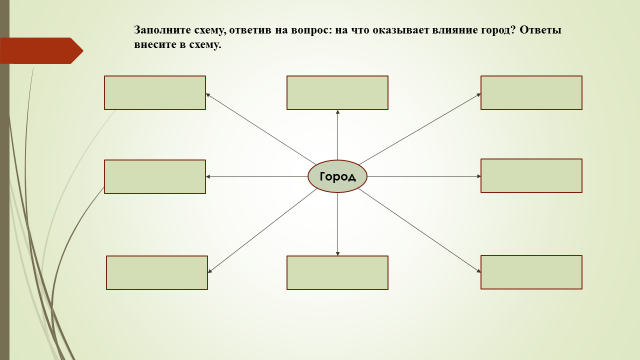 Заполните схему, ответив на вопрос: на что оказывает влияние город? Ответы
внесите в схему.
Город